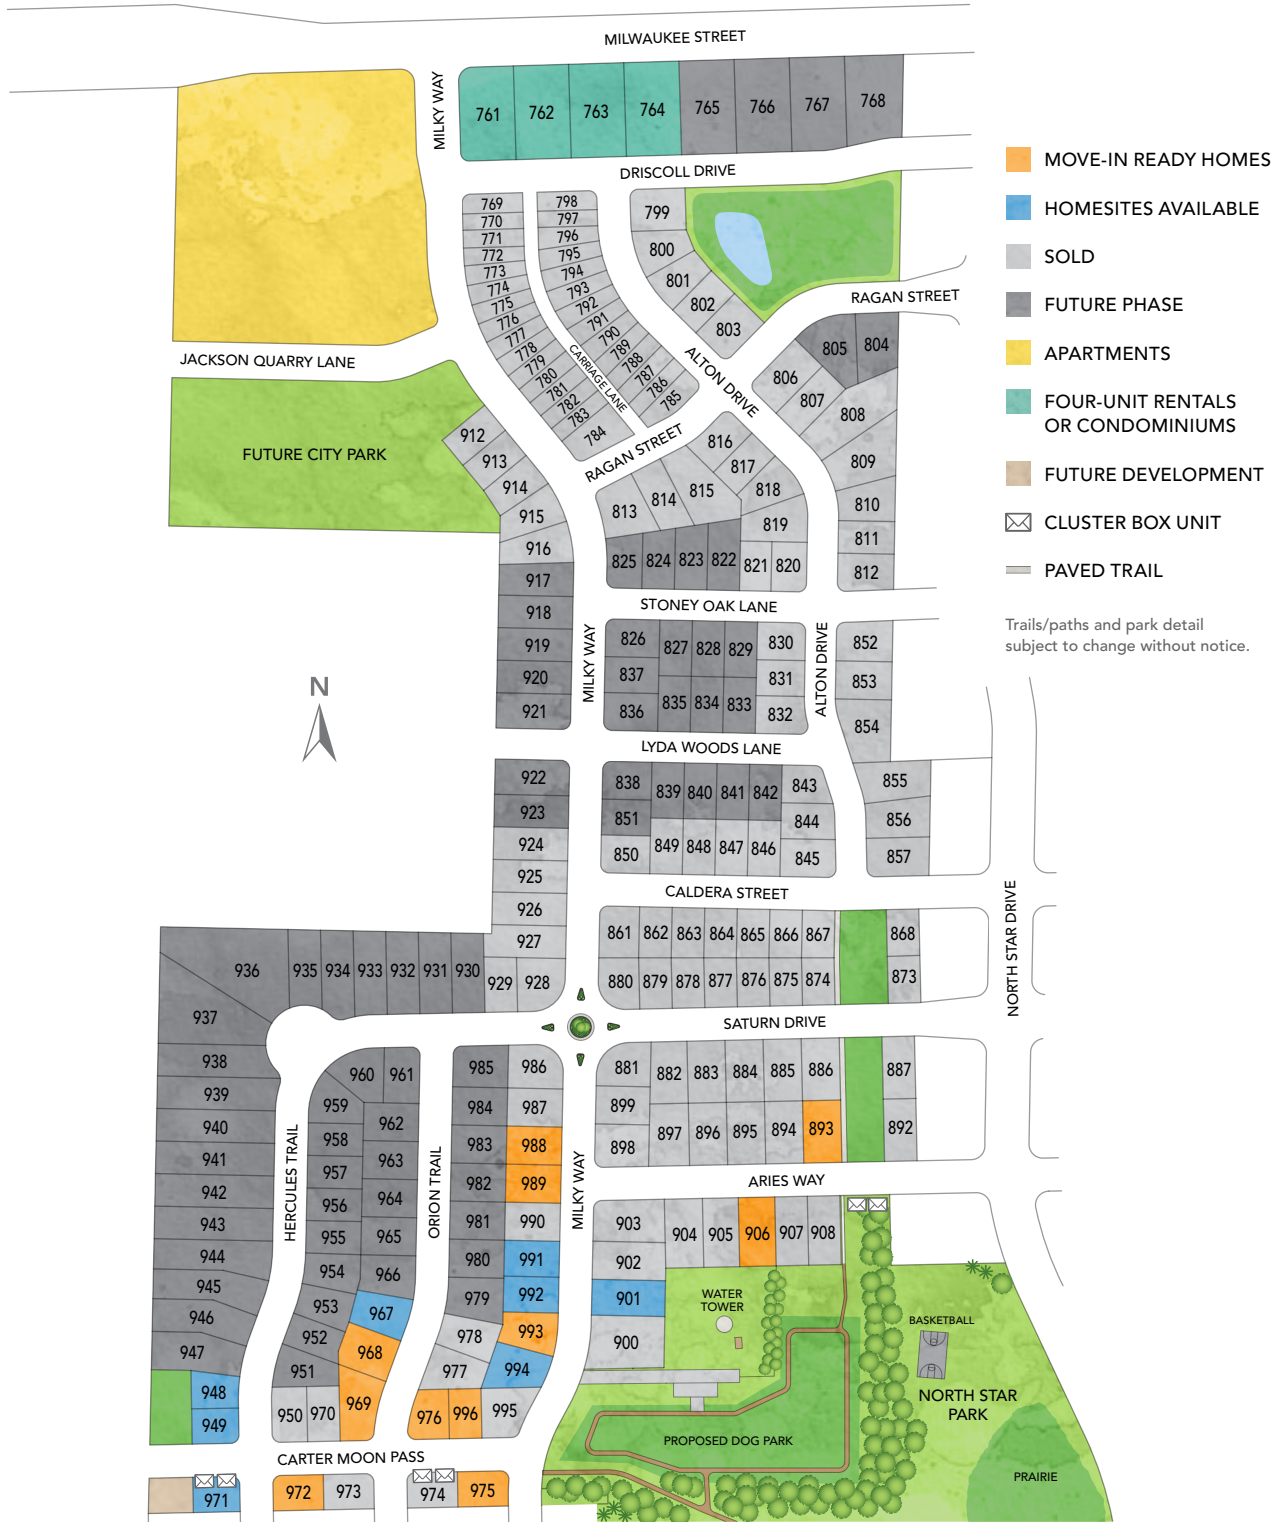 MILWAUKEE STREET
MILKY WAY
761 762 763 764 765 766 767 768
DRISCOLL DRIVE
MOVE-IN READY HOMES
HOMESITES AVAILABLE
SOLD
FUTURE PHASE
APARTMENTS
FOUR-UNIT RENTALS
OR CONDOMINIUMS
FUTURE DEVELOPMENT
CLUSTER BOX UNIT
PAVED TRAIL
Trails/paths and park detail
subject to change without notice.
769
770
771
772
773
774
775
776
777
778
779
780
781
782
783
784
798
797
796
795
794
793
792
791
790
789
788
787
786
785
CARRIAGE LANE
799
800
801
802
803
RAGAN STREET
ALTON DRIVE
805 804
806
807
808
809
810
811
812
JACKSON QUARRY LANE
FUTURE CITY PARK
RAGAN STREET
912
913
914
915
916
917
918
919
920
921
816
817
818
813 814 815
819
825 824 823 822 821 820
STONEY OAK LANE
N
MILKY WAY
ALTON DRIVE
826 827 828 829 830
837 831
836 835 834 833 832
852
853
854
LYDA WOODS LANE
922
923
924
925
926
927
929 928
838 839 840 841 842 843
851 844
850 849 848 847 846 845
855
856
857
CALDERA STREET
NORTH STAR DRIVE
861 862 863 864 865 866 867 868
880 879 878 877 876 875 874 873
936 935 934 933 932 931 930
937
938
939
940
941
942
943
944
945
946
947
948
949
SATURN DRIVE
HERCULES TRAIL
960 961
959
958
957
956
955
954
953
952
951
950 970
962
963
964
965
966
967
968
969
ORION TRAIL
985 986
984 987
983 988
982 989
981 990
980 991
979 992
978 993
977 994
976 996 995
MILKY WAY
881 882 883 884 885 886 887
899
898 897 896 895 894 893 892
ARIES WAY
903 904 905 906 907 908
902
901
900
WATER
TOWER
BASKETBALL
NORTH STAR
PARK
PROPOSED DOG PARK
PRAIRIE
CARTER MOON PASS
971 972 973 974 975